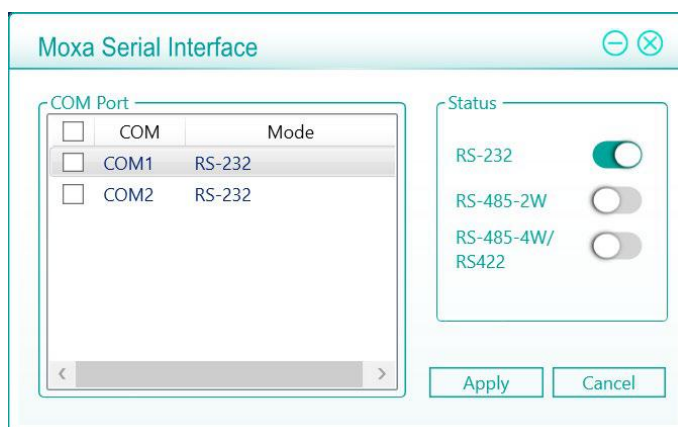 Moxa Serial Interface
COM Port
COM Mode
COM1 RS-232
COM2 RS-232
Status
RS-232
RS-485-2W
RS-485-4W/
RS422
Apply Cancel